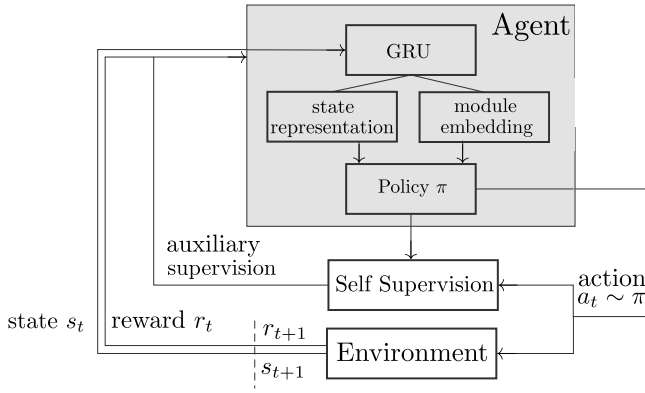 Agent
GRU
state
representation
module
embedding
Policy π
auxiliary
supervision
Self Supervision
action
a_t ∼ π
state s_t
reward r_t
r_{t+1}
Environment
s_{t+1}